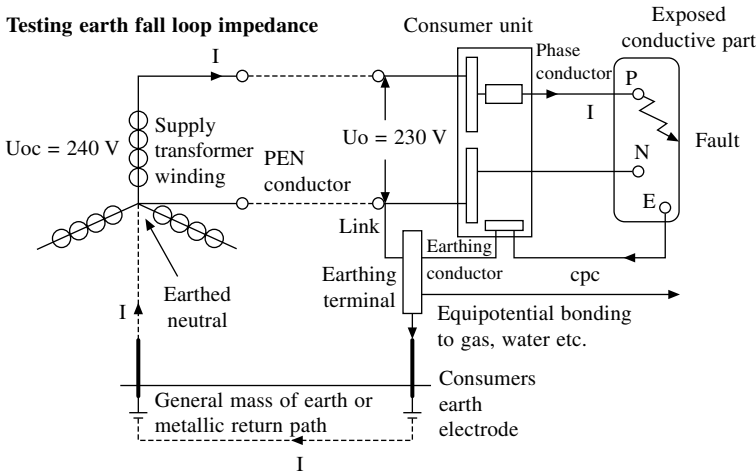 Testing earth fall loop impedance
Consumer unit
Exposed
conductive part
I
Phase
conductor
P
I
Fault
Uoc = 240 V
Supply
transformer
winding
Uo = 230 V
PEN
conductor
N
E
Link
Earthing
conductor
cpc
Earthing
terminal
Earthed
neutral
I
Equipotential bonding
to gas, water etc.
General mass of earth or
metallic return path
Consumers
earth
electrode
I